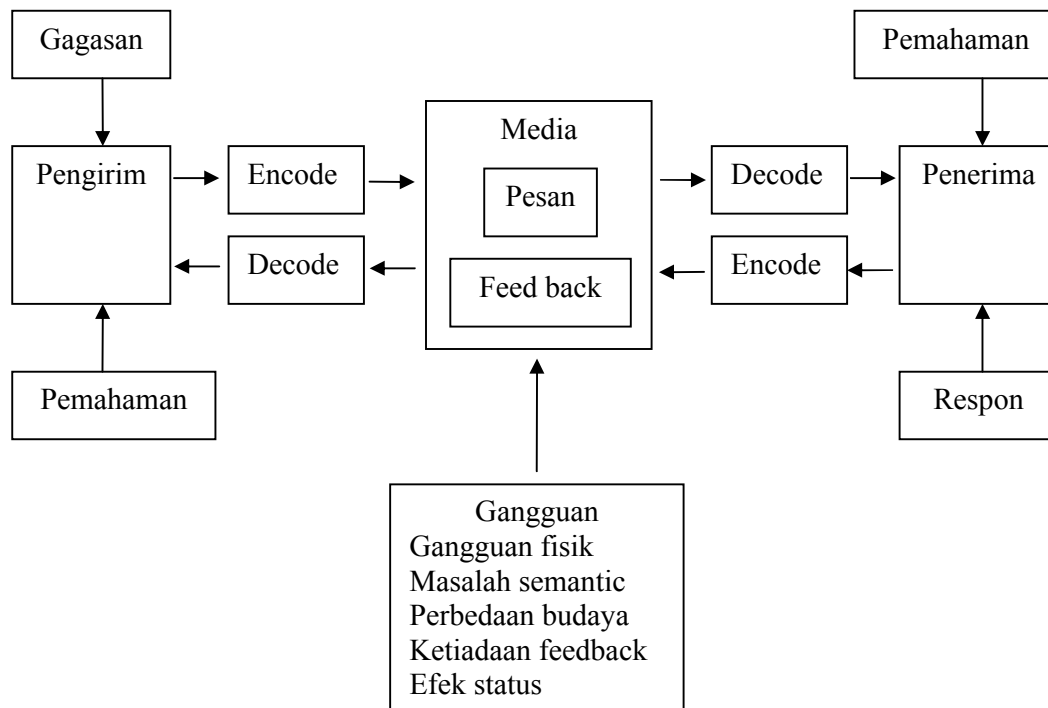 Gagasan
Pemahaman
Media
Pengirim
Encode
Decode
Penerima
Pesan
Decode
Encode
Feed back
Pemahaman
Respon
Gangguan
Gangguan fisik
Masalah semantic
Perbedaan budaya
Ketiadaan feedback
Efek status